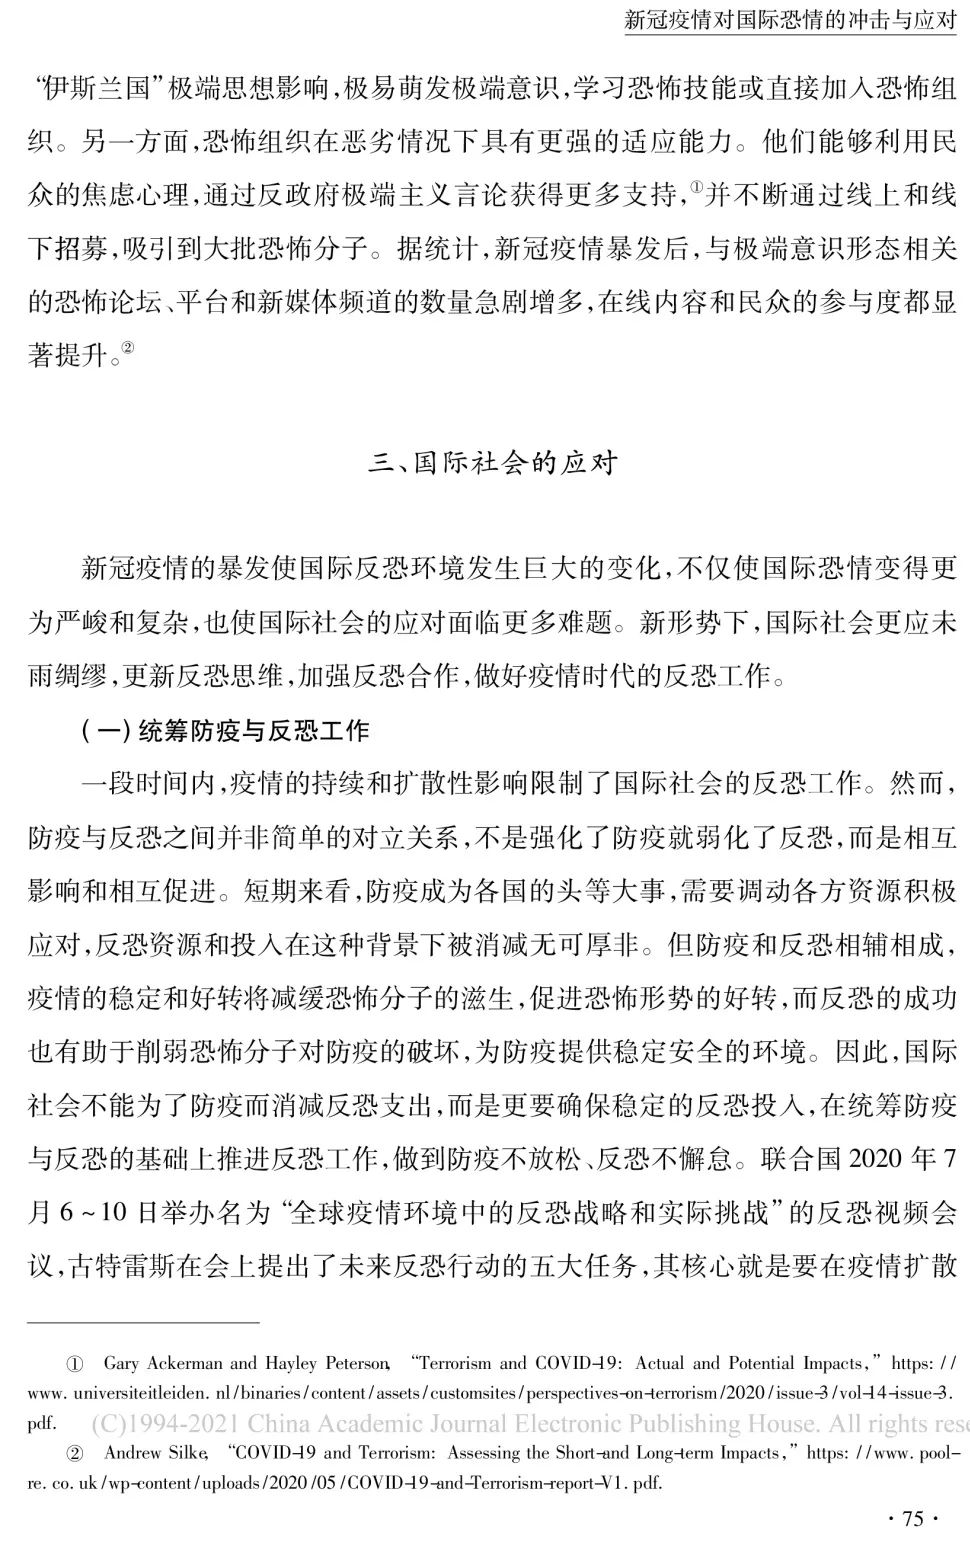 新冠疫情对国际恐情的冲击与应对
“伊斯兰国”极端思想影响,极易萌发极端意识,学习恐怖技能或直接加入恐怖组
织。另一方面,恐怖组织在恶劣情况下具有更强的适应能力。他们能够利用民
众的焦虑心理,通过反政府极端主义言论获得更多支持,①并不断通过线上和线
下招募,吸引到大批恐怖分子。据统计,新冠疫情暴发后,与极端意识形态相关
的恐怖论坛、平台和新媒体频道的数量急剧增多,在线内容和民众的参与度都显
著提升。②
三、国际社会的应对
新冠疫情的暴发使国际反恐环境发生巨大的变化,不仅使国际恐情变得更
为严峻和复杂,也使国际社会的应对面临更多难题。新形势下,国际社会更应未
雨绸缪,更新反恐思维,加强反恐合作,做好疫情时代的反恐工作。
(一)统筹防疫与反恐工作
一段时间内,疫情的持续和扩散性影响限制了国际社会的反恐工作。然而,
防疫与反恐之间并非简单的对立关系,不是强化了防疫就弱化了反恐,而是相互
影响和相互促进。短期来看,防疫成为各国的头等大事,需要调动各方资源积极
应对,反恐资源和投入在这种背景下被消减无可厚非。但防疫和反恐相辅相成,
疫情的稳定和好转将减缓恐怖分子的滋生,促进恐怖形势的好转,而反恐的成功
也有助于削弱恐怖分子对防疫的破坏,为防疫提供稳定安全的环境。因此,国际
社会不能为了防疫而消减反恐支出,而是更要确保稳定的反恐投入,在统筹防疫
与反恐的基础上推进反恐工作,做到防疫不放松、反恐不懈怠。联合国 2020 年 7
月 6 ~ 10 日举办名为“全球疫情环境中的反恐战略和实际挑战”的反恐视频会
议,古特雷斯在会上提出了未来反恐行动的五大任务,其核心就是要在疫情扩散
① Gary Ackerman and Hayley Peterson, “Terrorism and COVID-19: Actual and Potential Impacts,” https: //
www. universiteitleiden. nl/binaries/content/assets/customsites/perspectives-on-terrorism/2020/issue-3/vol-14-issue-3.
pdf. (C)1994-2021 China Academic Journal Electronic Publishing House. All rights rese
② Andrew Silke, “COVID-19 and Terrorism: Assessing the Short-and Long-term Impacts,” https: //www. pool-
re. co. uk/wp-content/uploads/2020/05/COVID-19-and-Terrorism-report-V1. pdf.
· 75 ·